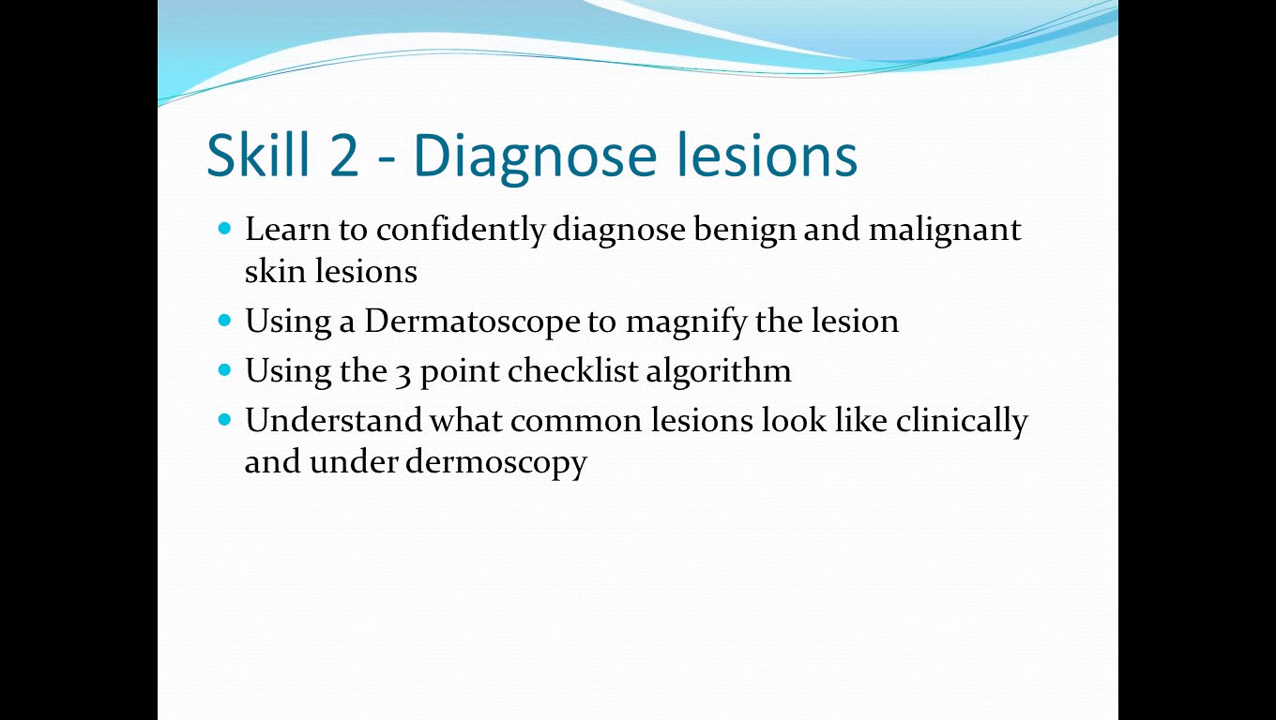 Skill 2 - Diagnose lesions
Learn to confidently diagnose benign and malignant
skin lesions
Using a Dermatoscope to magnify the lesion
Using the 3 point checklist algorithm
Understand what common lesions look like clinically
and under dermoscopy